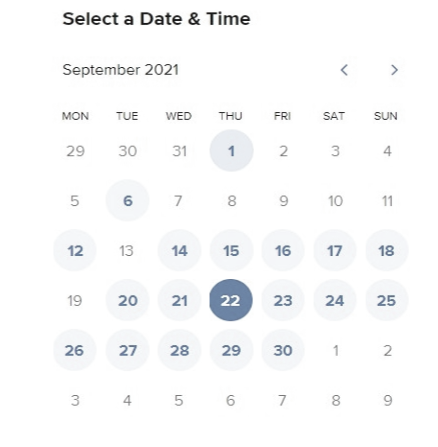 Select a Date & Time
September 2021
MON TUE WED THU FRI SAT SUN
29 30 31 1 2 3 4
5 6 7 8 9 10 11
12 13 14 15 16 17 18
19 20 21 22 23 24 25
26 27 28 29 30 1 2
3 4 5 6 7 8 9